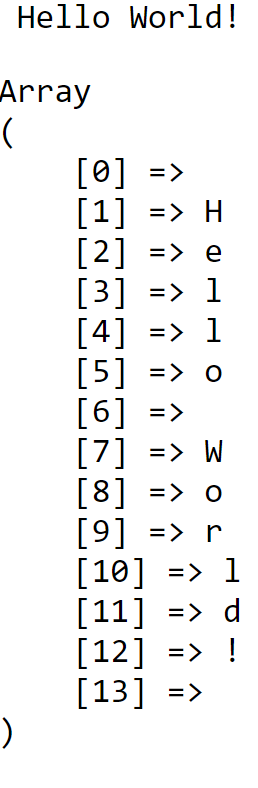 Hello World!

Array
(
    [0] =>
    [1] => H
    [2] => e
    [3] => l
    [4] => l
    [5] => o
    [6] =>
    [7] => W
    [8] => o
    [9] => r
    [10] => l
    [11] => d
    [12] => !
    [13] =>
)